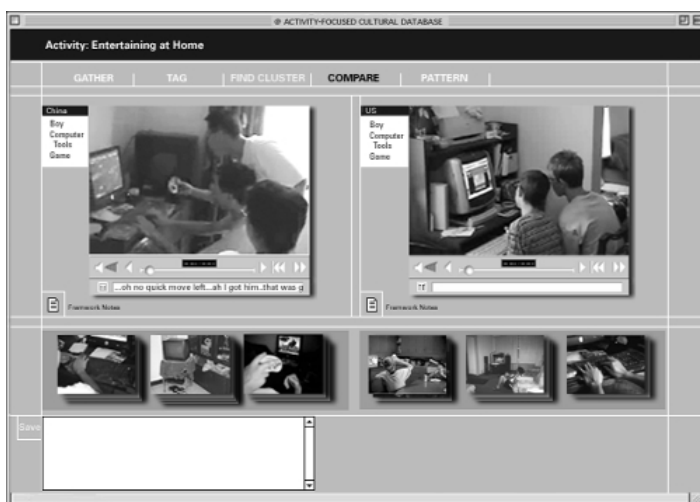 @ ACTIVITY-FOCUSED CULTURAL DATABASE
Activity: Entertaining at Home
GATHER | TAG | FIND CLUSTER | COMPARE | PATTERN |
China
Boy
Computer
Tools
Game
...oh no quick move left...ah I got him..that was g
Framework Notes
US
Boy
Computer
Tools
Game
Framework Notes
Save